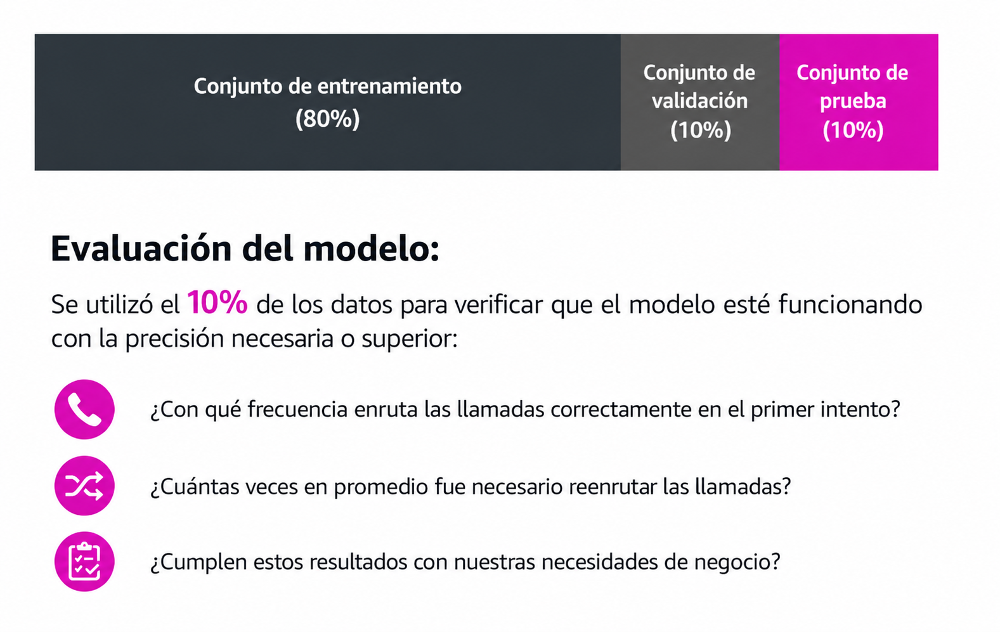 Conjunto de entrenamiento
(80%)
Conjunto de
validación
(10%)
Conjunto de
prueba
(10%)
Evaluación del modelo:
Se utilizó el 10% de los datos para verificar que el modelo esté funcionando
con la precisión necesaria o superior:
¿Con qué frecuencia enruta las llamadas correctamente en el primer intento?
¿Cuántas veces en promedio fue necesario reenrutar las llamadas?
¿Cumplen estos resultados con nuestras necesidades de negocio?